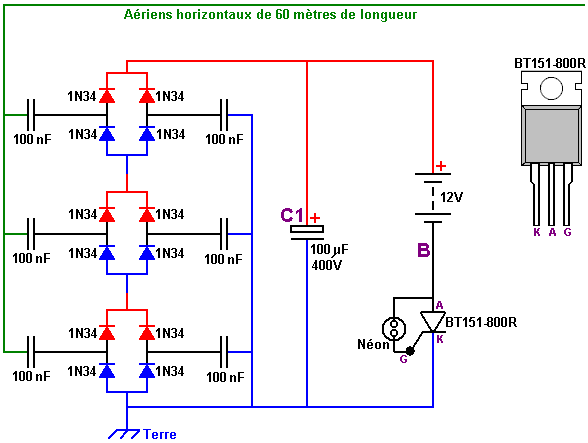 Aériens horizontaux de 60 mètres de longueur
BT151-800R
1N34
1N34
1N34
1N34
100 nF
100 nF
K A G
1N34
1N34
1N34
1N34
100 nF
100 nF
C1
+
100 µF
400V
+
12V
B
1N34
1N34
1N34
1N34
100 nF
100 nF
A
BT151-800R
K
G
Néon
Terre